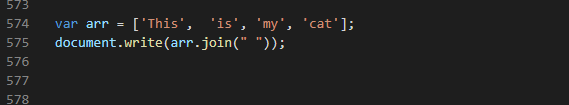 573
574 var arr = ['This',  'is', 'my', 'cat'];
575 document.write(arr.join(" "));
576
577
578